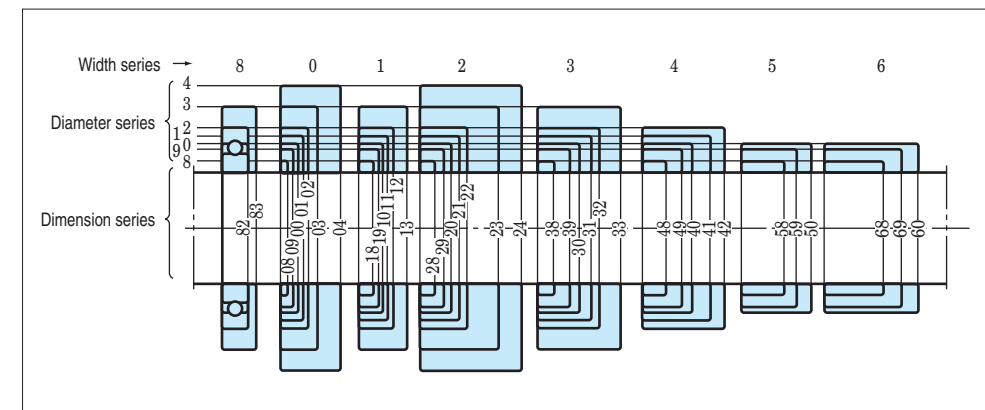 Width series → 8 0 1 2 3 4 5 6
Diameter series
4
3
2
1
0
9
8
Dimension series
82 83
08 09 00 01 02 03 04
18 19 10 11 12 13
28 29 20 21 22 23 24
38 39 30 31 32 33
48 49 40 41 42
58 59 50
68 69 60